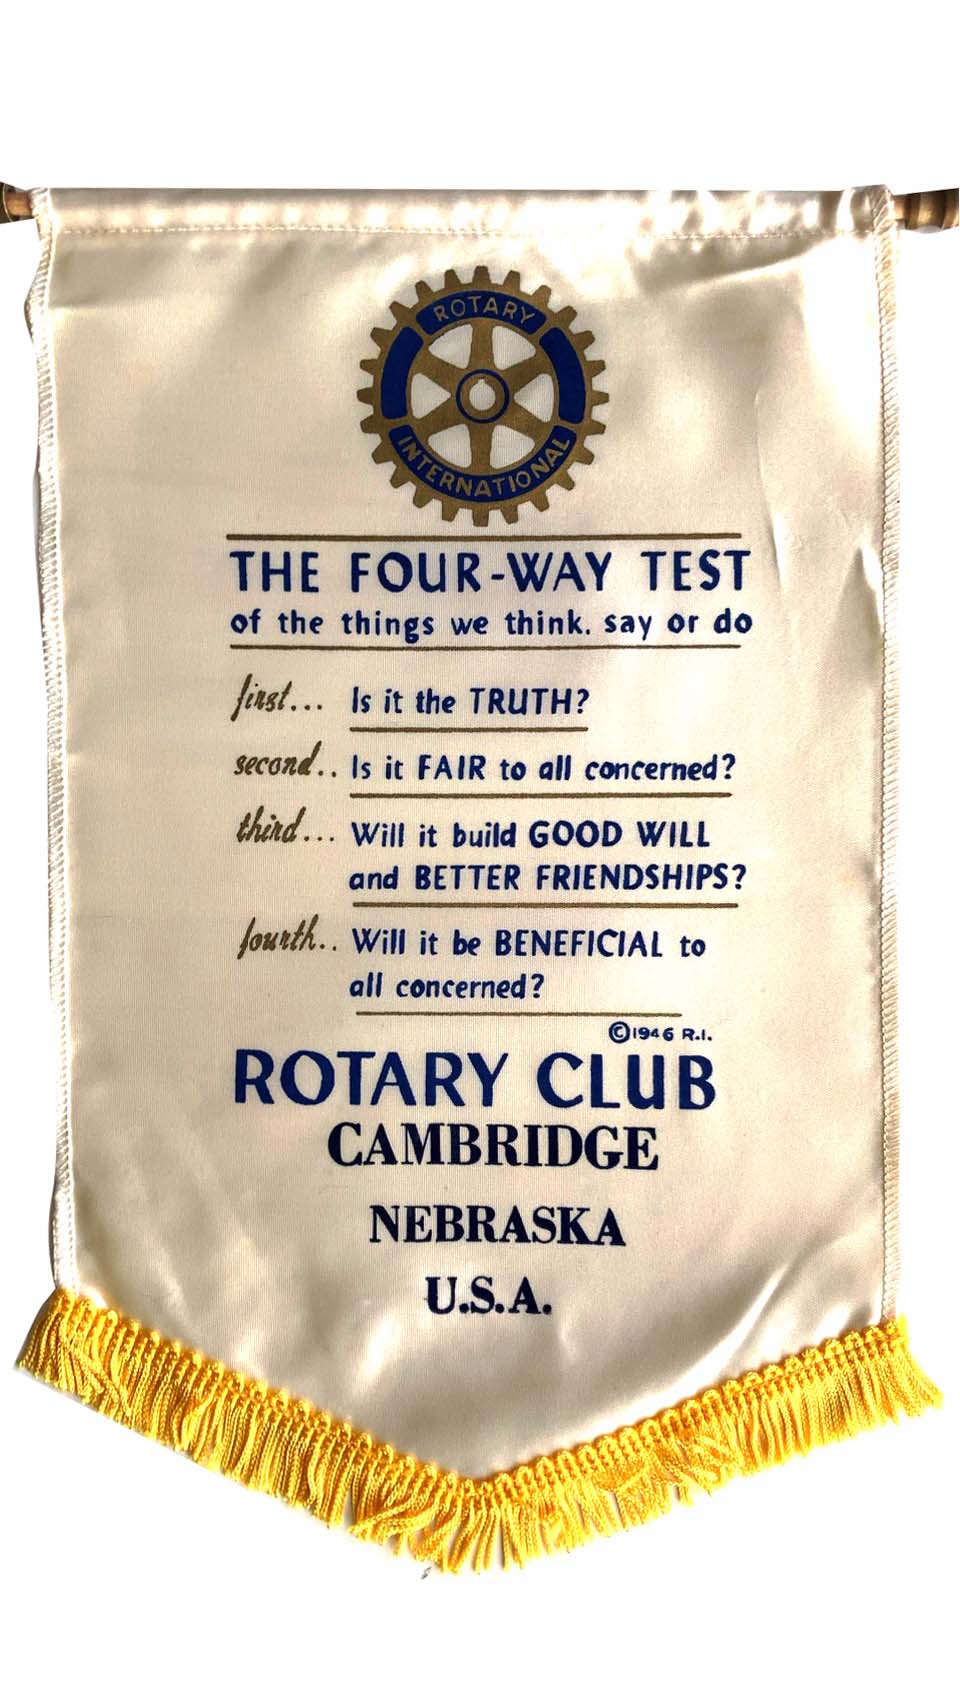 ROTARY
INTERNATIONAL
THE FOUR-WAY TEST
of the things we think. say or do
first... Is it the TRUTH?
second.. Is it FAIR to all concerned?
third... Will it build GOOD WILL
and BETTER FRIENDSHIPS?
fourth.. Will it be BENEFICIAL to
all concerned?
©1946 R.I.
ROTARY CLUB
CAMBRIDGE
NEBRASKA
U.S.A.